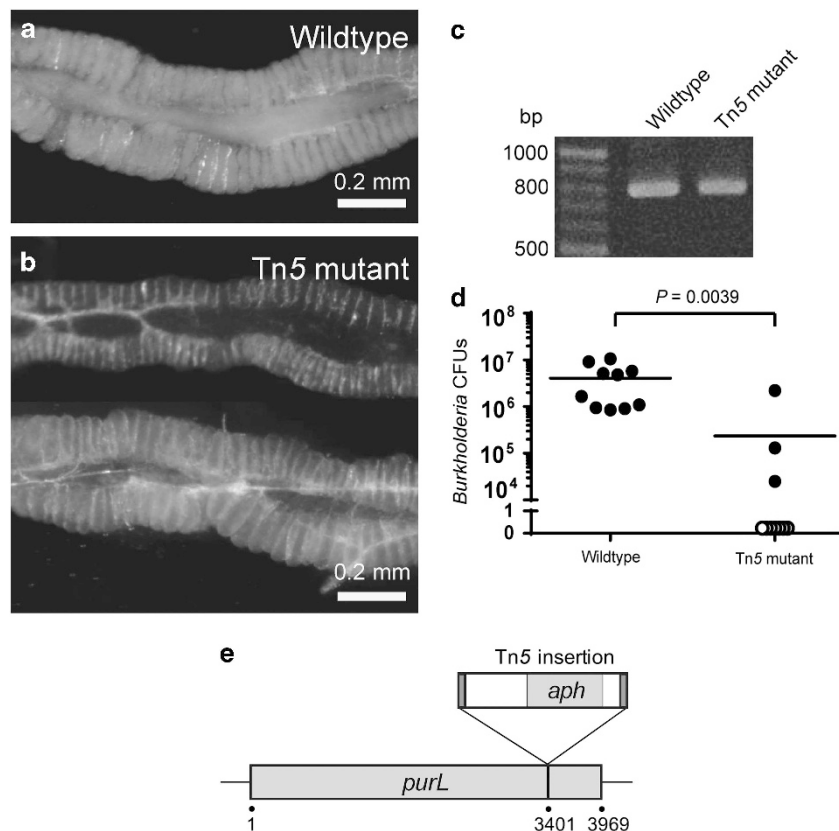 a
Wildtype
0.2 mm
b
Tn5 mutant
0.2 mm
c
Wildtype
Tn5 mutant
bp
1000
800
500
d
P = 0.0039
Burkholderia CFUs
10⁸
10⁷
10⁶
10⁵
10⁴
1
0
Wildtype
Tn5 mutant
e
Tn5 insertion
aph
purL
1
3401
3969